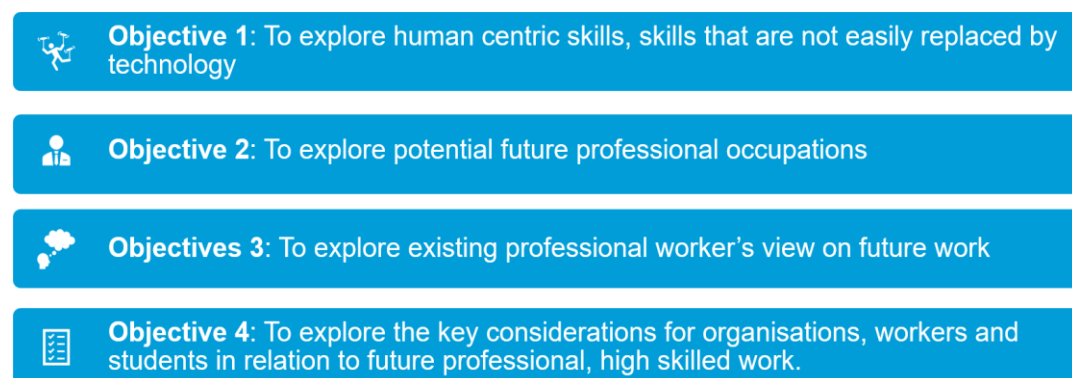 Objective 1: To explore human centric skills, skills that are not easily replaced by
technology
Objective 2: To explore potential future professional occupations
Objectives 3: To explore existing professional worker’s view on future work
Objective 4: To explore the key considerations for organisations, workers and
students in relation to future professional, high skilled work.